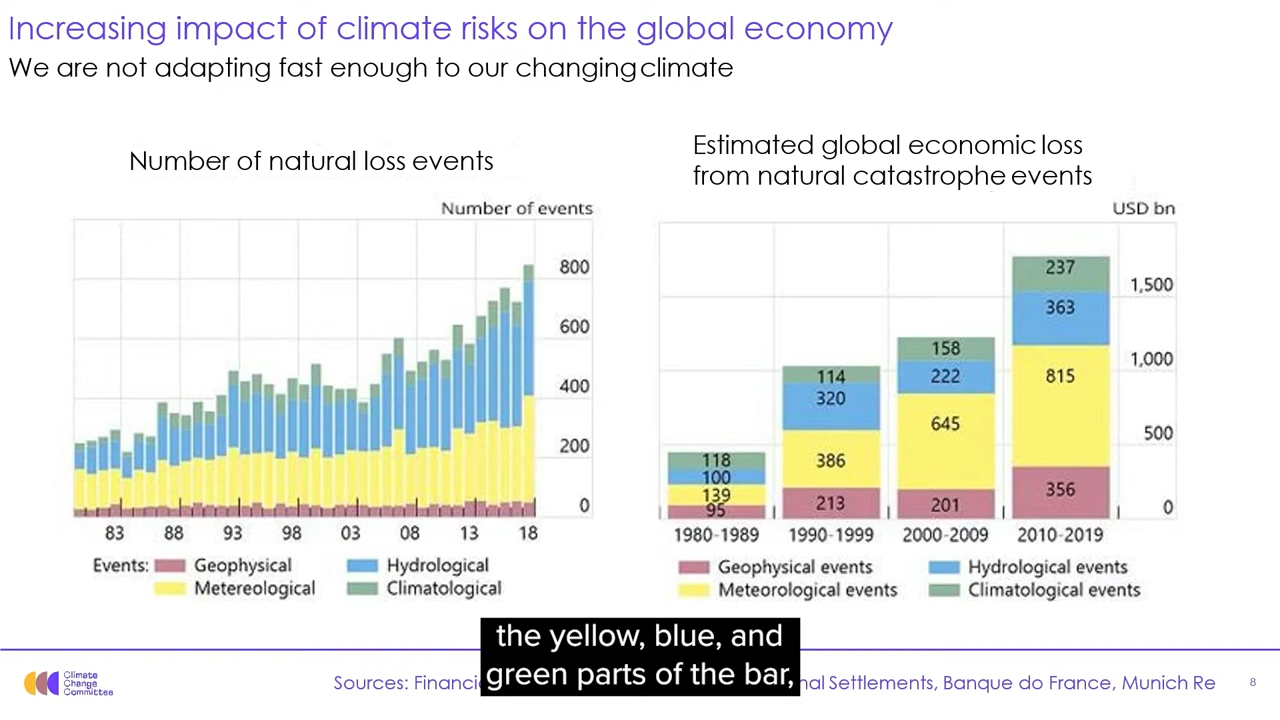 Increasing impact of climate risks on the global economy
We are not adapting fast enough to our changing climate
Number of natural loss events
Estimated global economic loss
from natural catastrophe events
Number of events
800
600
400
200
0
83 88 93 98 03 08 13 18
Events: Geophysical Hydrological
Metereological Climatological
USD bn
1,500
1,000
500
0
118
100
139
95
114
320
386
213
158
222
645
201
237
363
815
356
1980-1989 1990-1999 2000-2009 2010-2019
Geophysical events Hydrological events
Meteorological events Climatological events
the yellow, blue, and
green parts of the bar,
Climate
Change
Committee
Sources: Settlements, Banque do France, Munich Re
8